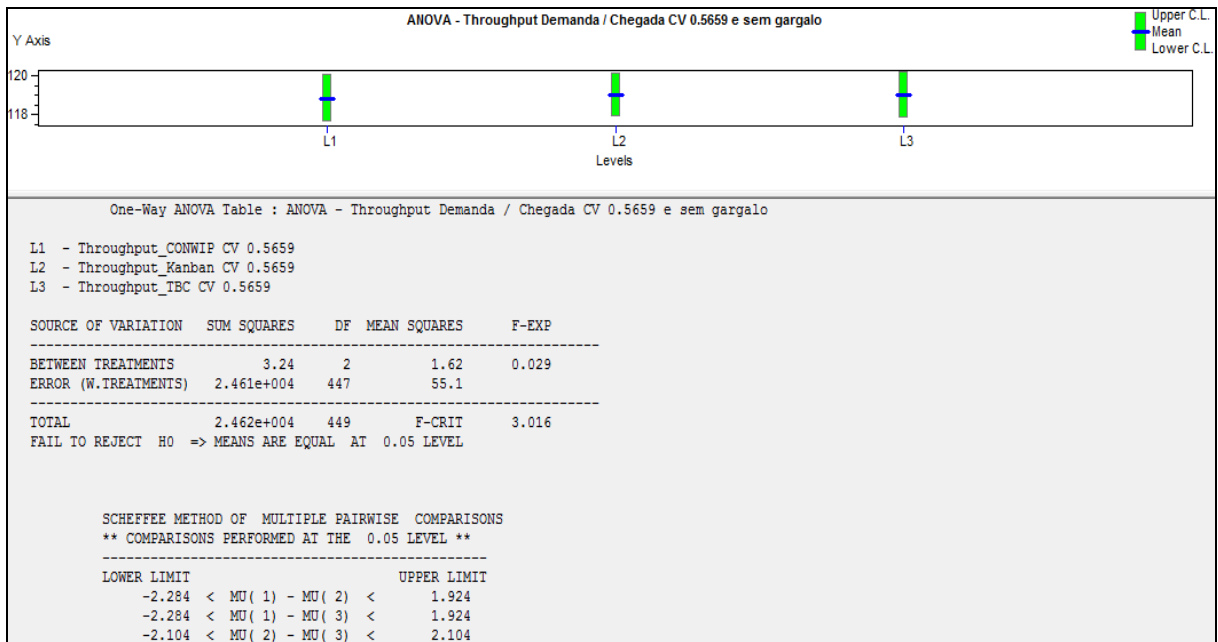 ANOVA - Throughput Demanda / Chegada CV 0.5659 e sem gargalo
Upper C.L.
Mean
Lower C.L.
Y Axis
120
118
L1 L2 L3
Levels
One-Way ANOVA Table : ANOVA - Throughput Demanda / Chegada CV 0.5659 e sem gargalo
L1 - Throughput_CONWIP CV 0.5659
L2 - Throughput_Kanban CV 0.5659
L3 - Throughput_TBC CV 0.5659
SOURCE OF VARIATION SUM SQUARES DF MEAN SQUARES F-EXP
BETWEEN TREATMENTS 3.24 2 1.62 0.029
ERROR (W.TREATMENTS) 2.461e+004 447 55.1
TOTAL 2.462e+004 449 F-CRIT 3.016
FAIL TO REJECT H0 => MEANS ARE EQUAL AT 0.05 LEVEL
SCHEFFEE METHOD OF MULTIPLE PAIRWISE COMPARISONS
** COMPARISONS PERFORMED AT THE 0.05 LEVEL **
LOWER LIMIT UPPER LIMIT
-2.284 < MU( 1) - MU( 2) < 1.924
-2.284 < MU( 1) - MU( 3) < 1.924
-2.104 < MU( 2) - MU( 3) < 2.104